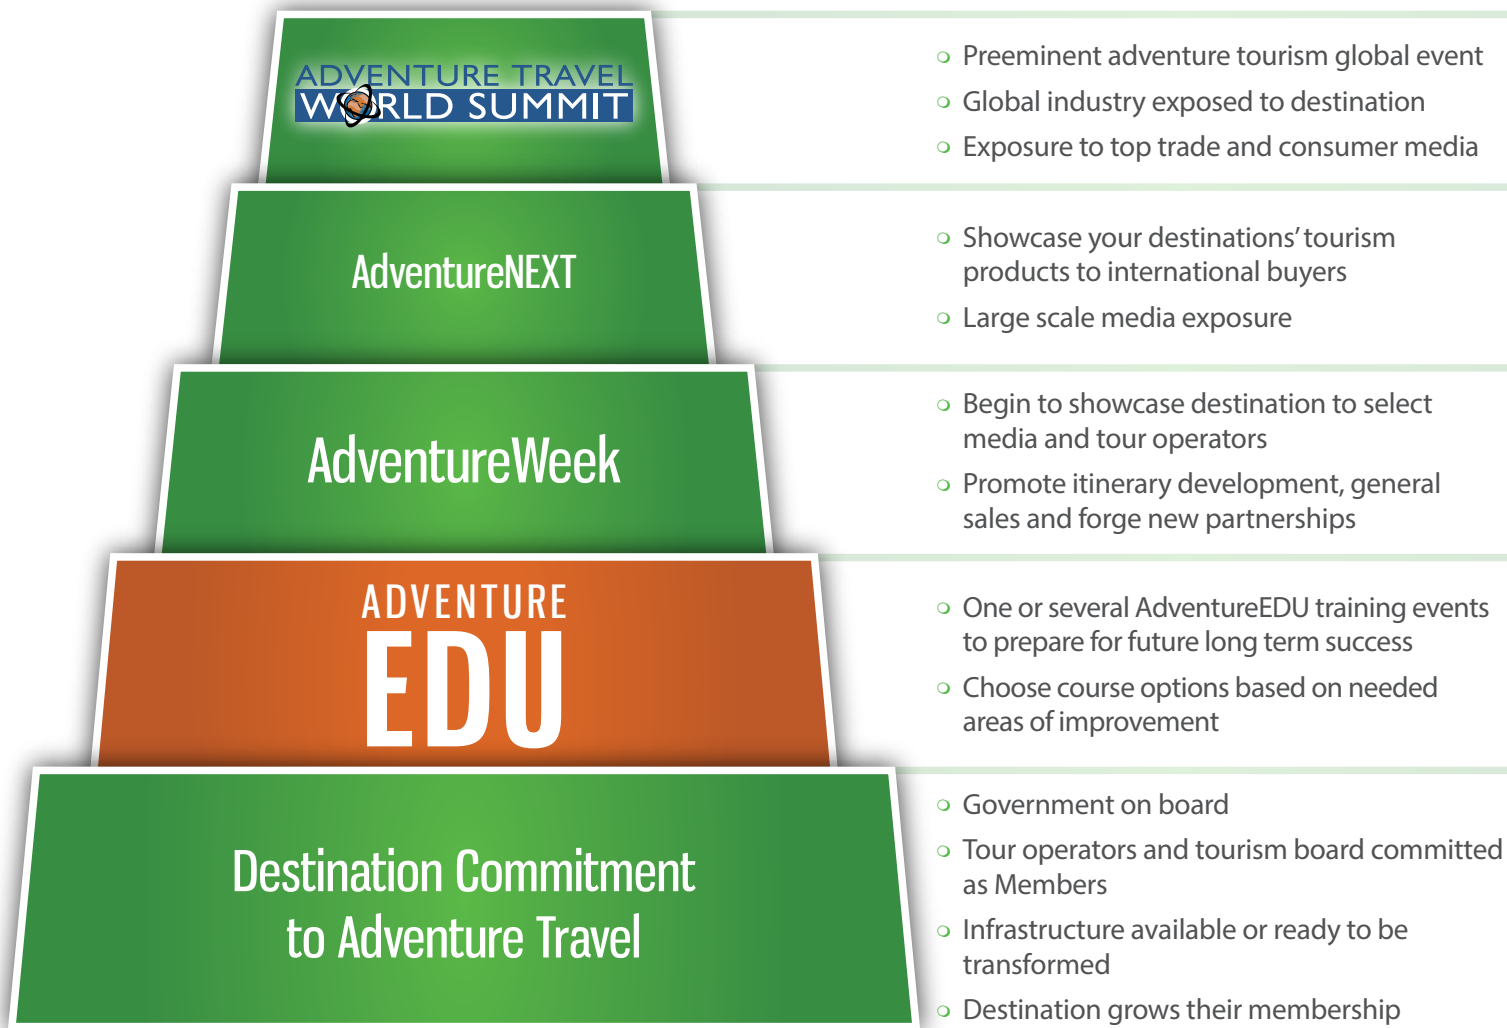 ADVENTURE TRAVEL
WORLD SUMMIT
Preeminent adventure tourism global event
Global industry exposed to destination
Exposure to top trade and consumer media
AdventureNEXT
Showcase your destinations’ tourism
products to international buyers
Large scale media exposure
AdventureWeek
Begin to showcase destination to select
media and tour operators
Promote itinerary development, general
sales and forge new partnerships
ADVENTURE
EDU
One or several AdventureEDU training events
to prepare for future long term success
Choose course options based on needed
areas of improvement
Destination Commitment
to Adventure Travel
Government on board
Tour operators and tourism board committed
as Members
Infrastructure available or ready to be
transformed
Destination grows their membership